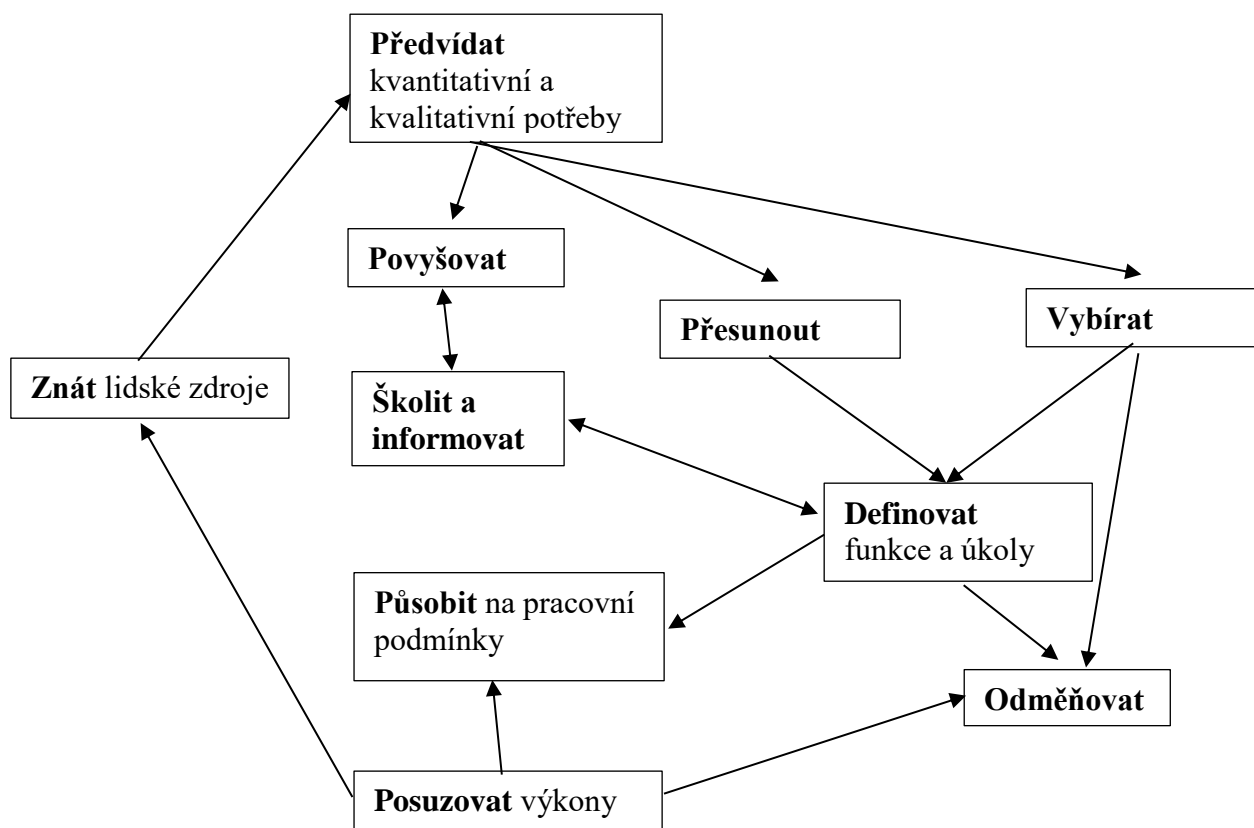 Předvídat
kvantitativní a
kvalitativní potřeby
Povyšovat
Přesunout
Vybírat
Znát lidské zdroje
Školit a
informovat
Definovat
funkce a úkoly
Působit na pracovní
podmínky
Odměňovat
Posuzovat výkony